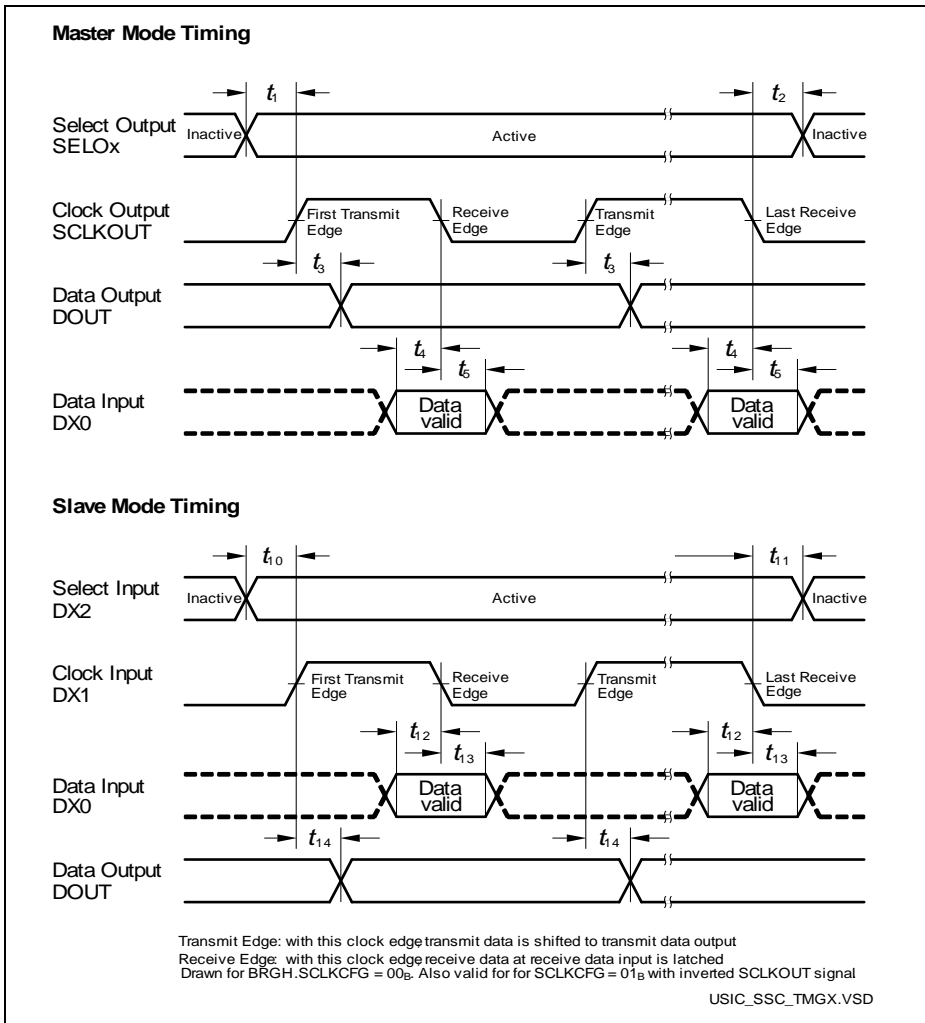 Master Mode Timing
t1
t2
Select Output
SELOx
Inactive
Active
Inactive
Clock Output
SCLKOUT
First Transmit
Edge
Receive
Edge
Transmit
Edge
Last Receive
Edge
t3
t3
Data Output
DOUT
t4
t5
t4
t5
Data Input
DX0
Data
valid
Data
valid
Slave Mode Timing
t10
t11
Select Input
DX2
Inactive
Active
Inactive
Clock Input
DX1
First Transmit
Edge
Receive
Edge
Transmit
Edge
Last Receive
Edge
t12
t13
t12
t13
Data Input
DX0
Data
valid
Data
valid
t14
t14
Data Output
DOUT
Transmit Edge: with this clock edge, transmit data is shifted to transmit data output
Receive Edge: with this clock edge, receive data at receive data input is latched
Drawn for BRGH.SCLKCFG = 00B. Also valid for for SCLKCFG = 01B with inverted SCLKOUT signal.
USIC_SSC_TMGX.VSD